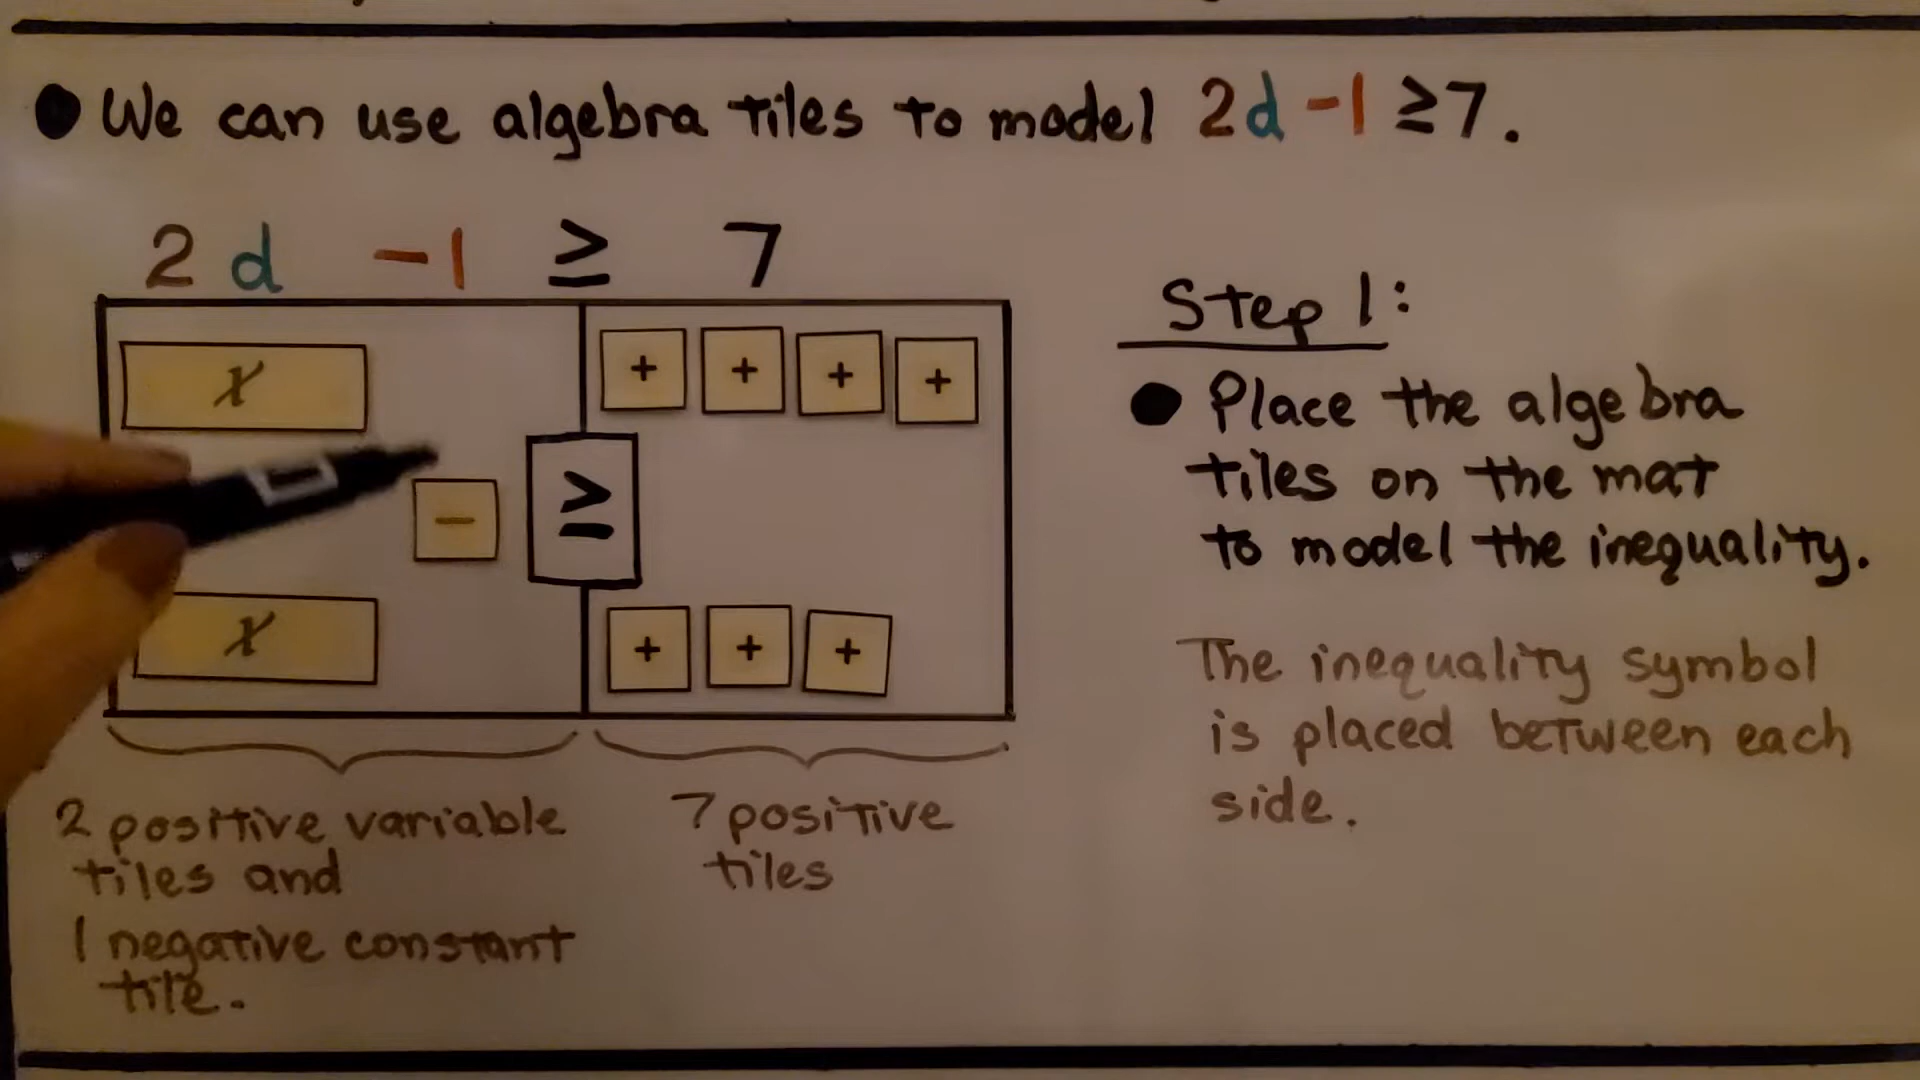 We can use algebra tiles to model 2d -1 ≥7.
2 d -1 ≥ 7
x
+ + + +
-
≥
x
+ + +
2 positive variable
tiles and
1 negative constant
tile.
7 positive
tiles
Step 1:
Place the algebra
tiles on the mat
to model the inequality.
The inequality symbol
is placed between each
side.